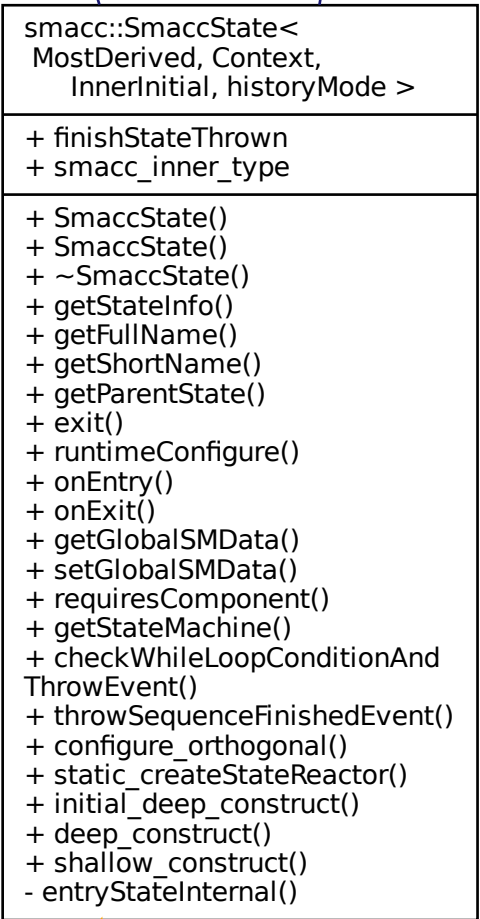 smacc::SmaccState<
MostDerived, Context,
InnerInitial, historyMode >
+ finishStateThrown
+ smacc_inner_type
+ SmaccState()
+ SmaccState()
+ ~SmaccState()
+ getStateInfo()
+ getFullName()
+ getShortName()
+ getParentState()
+ exit()
+ runtimeConfigure()
+ onEntry()
+ onExit()
+ getGlobalSMData()
+ setGlobalSMData()
+ requiresComponent()
+ getStateMachine()
+ checkWhileLoopConditionAnd
ThrowEvent()
+ throwSequenceFinishedEvent()
+ configure_orthogonal()
+ static_createStateReactor()
+ initial_deep_construct()
+ deep_construct()
+ shallow_construct()
- entryStateInternal()